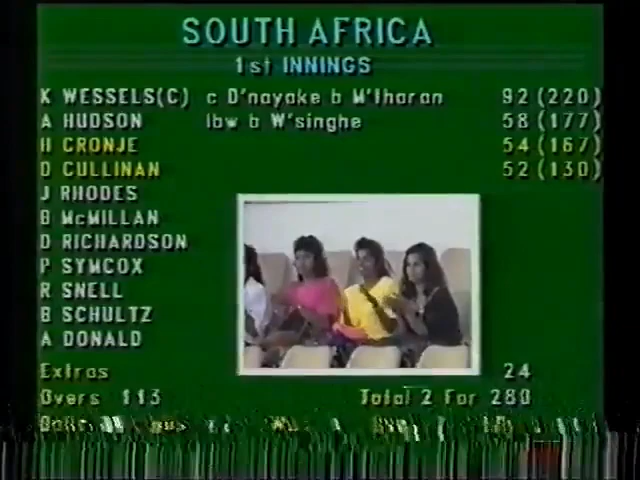 SOUTH AFRICA
1st INNINGS
K WESSELS(C) c D'nayake b M'tharan 92 (220)
A HUDSON lbw b W'singhe 58 (177)
H CRONJE 54 (167)
D CULLINAN 52 (130)
J RHODES
B McMILLAN
D RICHARDSON
P SYMCOX
R SNELL
B SCHULTZ
A DONALD
Extras 24
Overs 113 Total 2 For 280